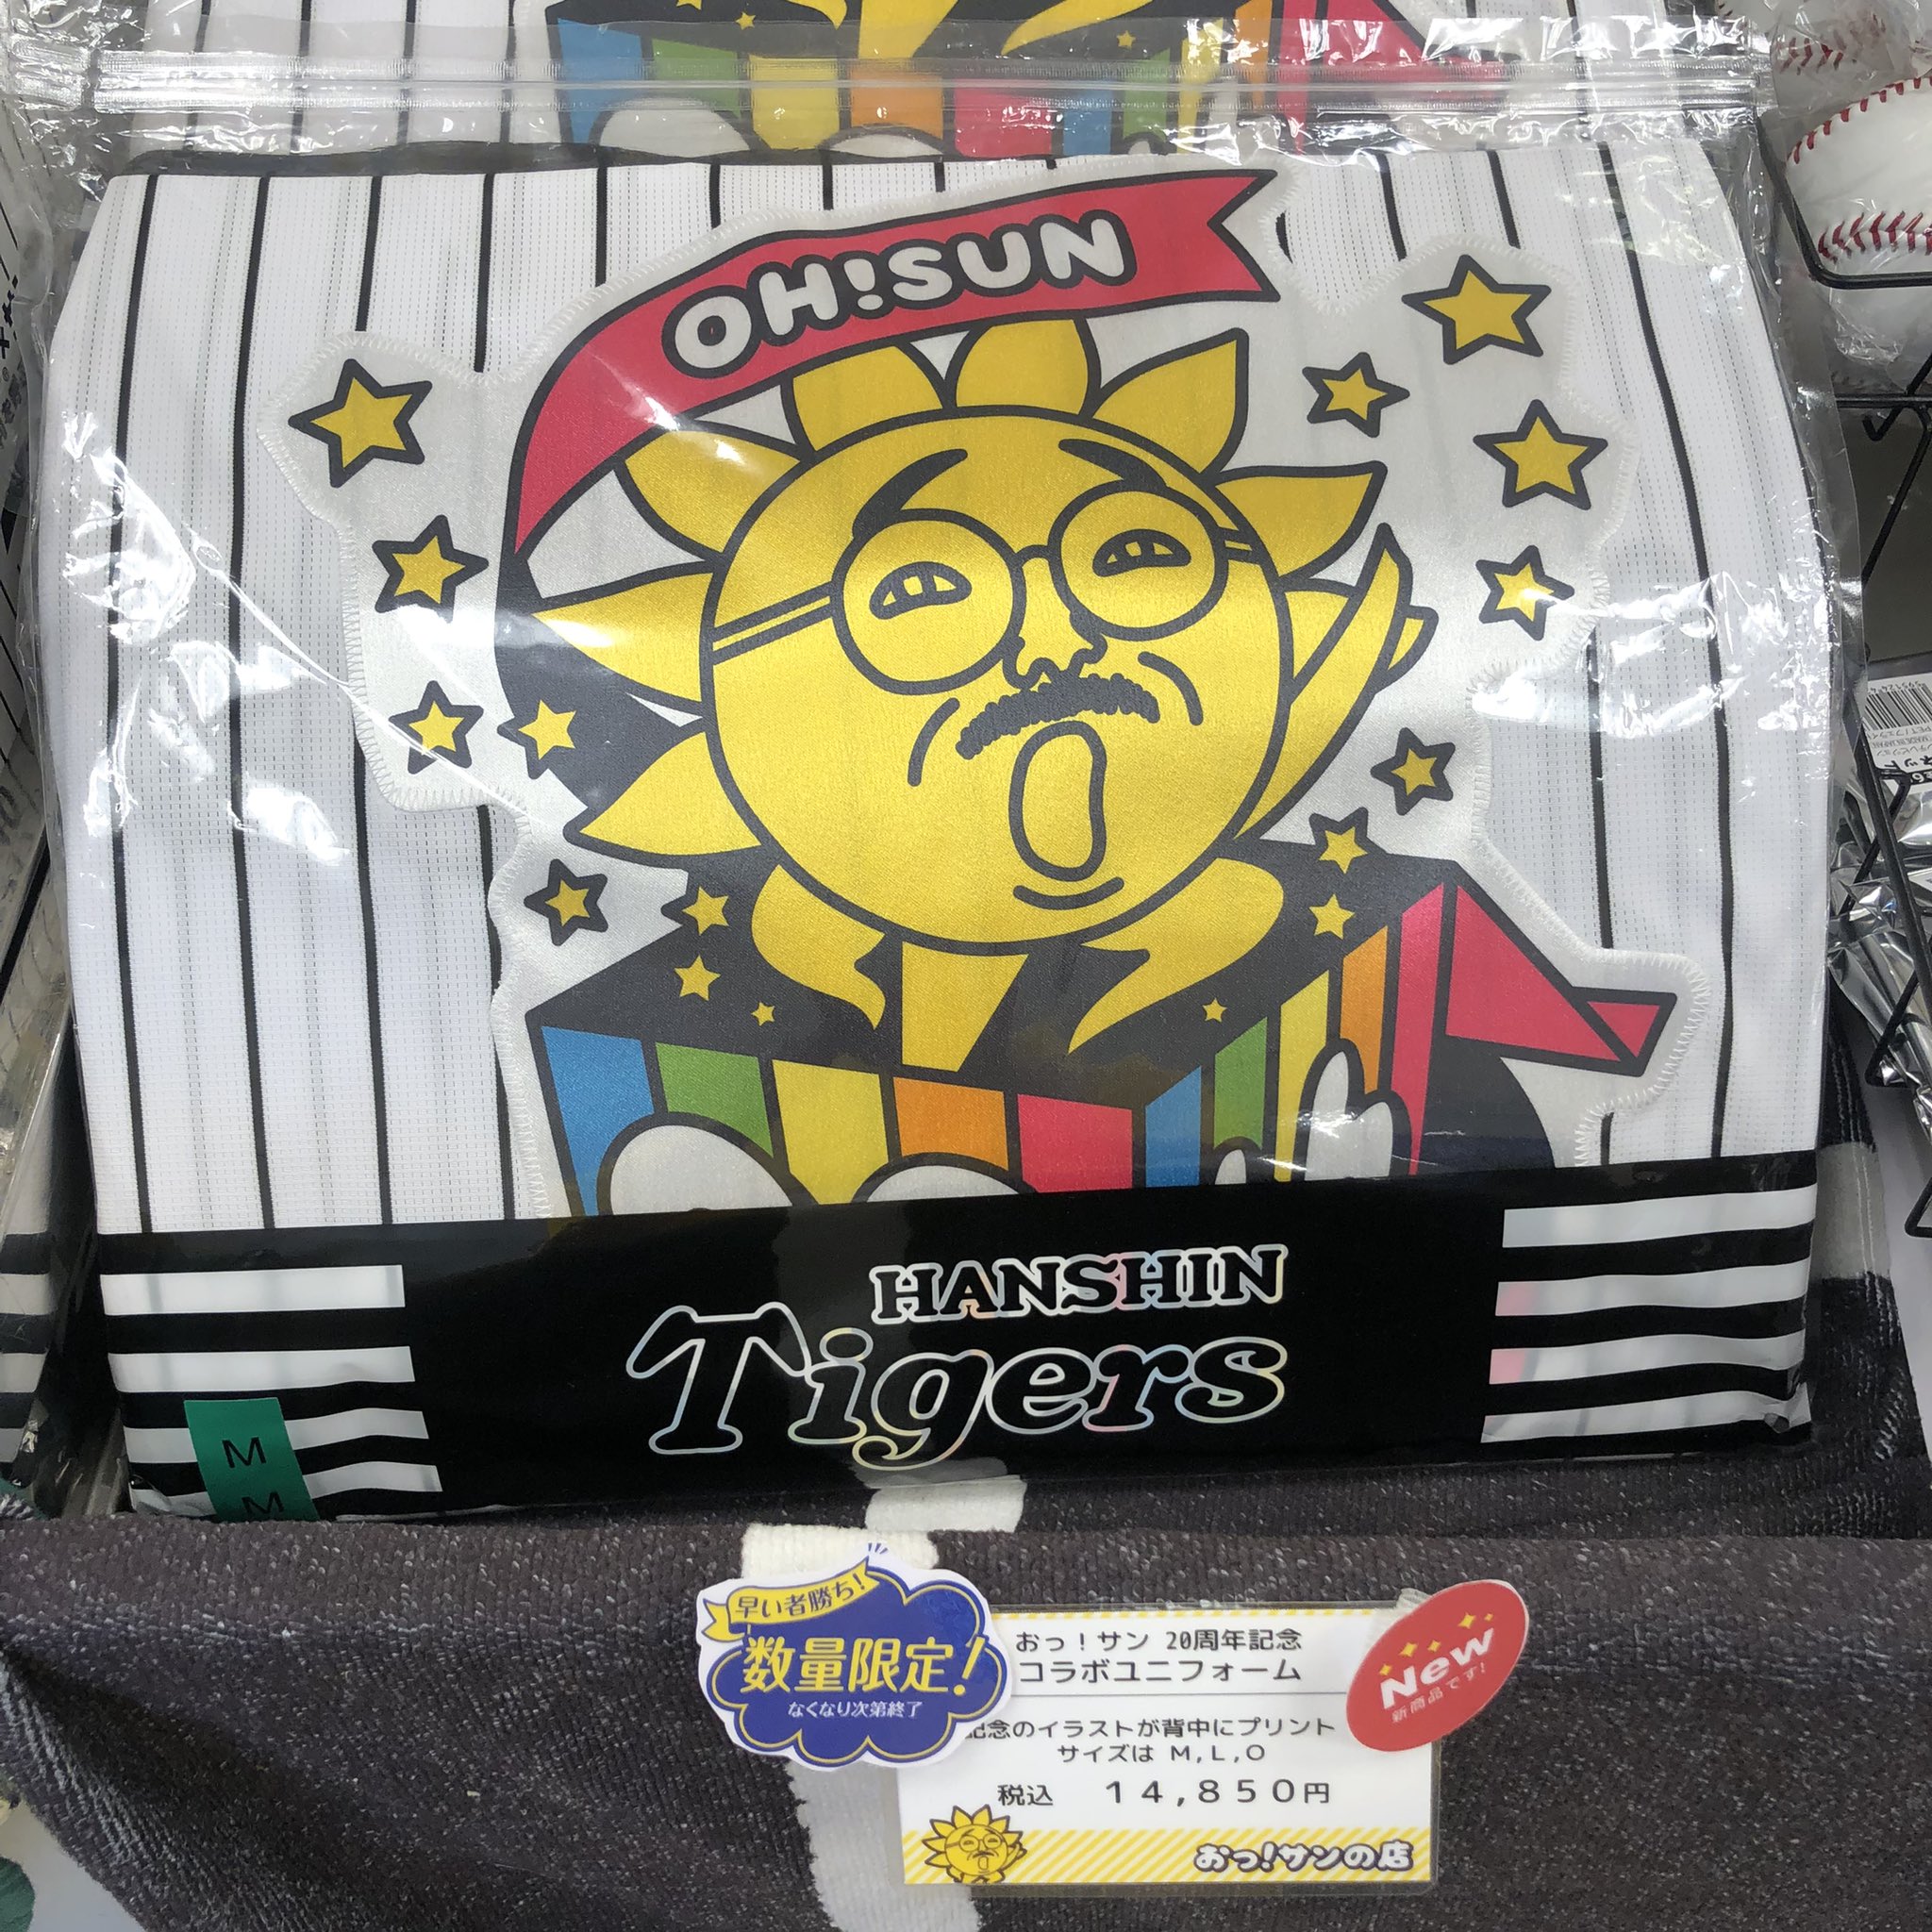 OH!SUN
HANSHIN
Tigers
M
M
早い者勝ち!
数量限定!
なくなり次第終了
おっ！サン 20周年記念
コラボユニフォーム
記念のイラストが背中にプリント
サイズは M,L,O
税込 14,850円
おっ!サンの店
New
新商品です!